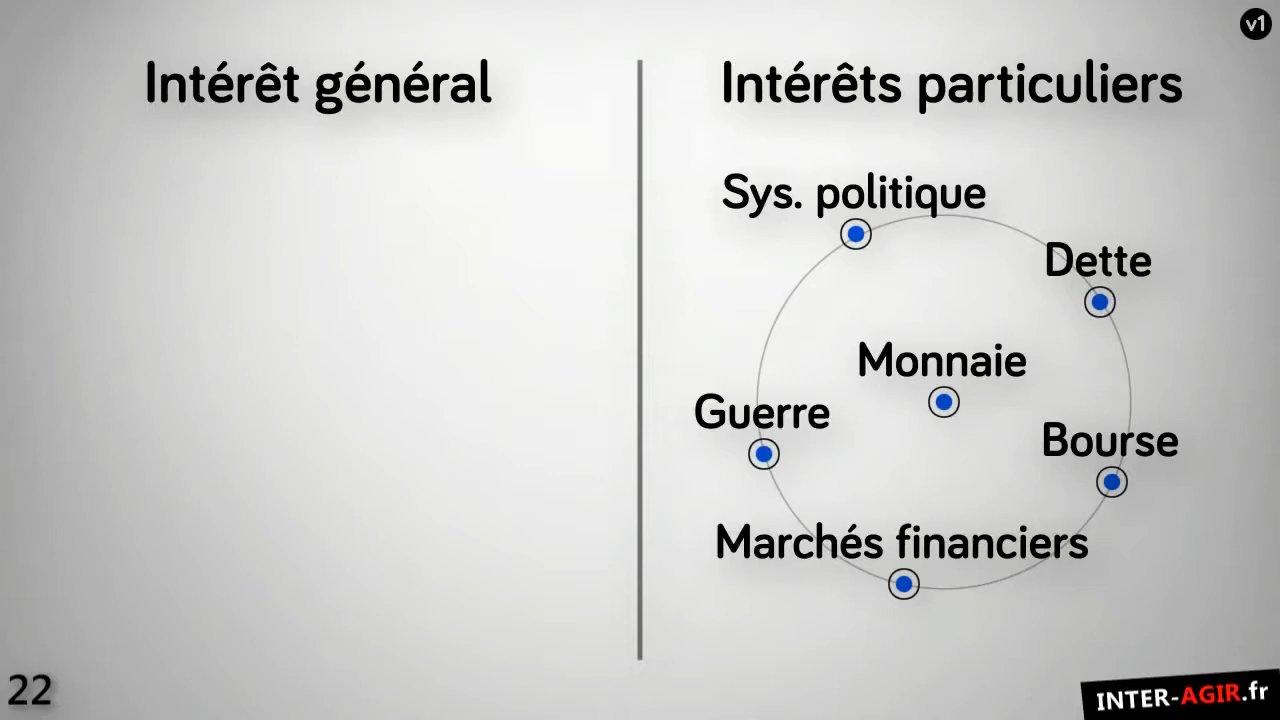 v1
Intérêt général
Intérêts particuliers
Sys. politique
Dette
Monnaie
Guerre
Bourse
Marchés financiers
22
INTER-AGIR.fr